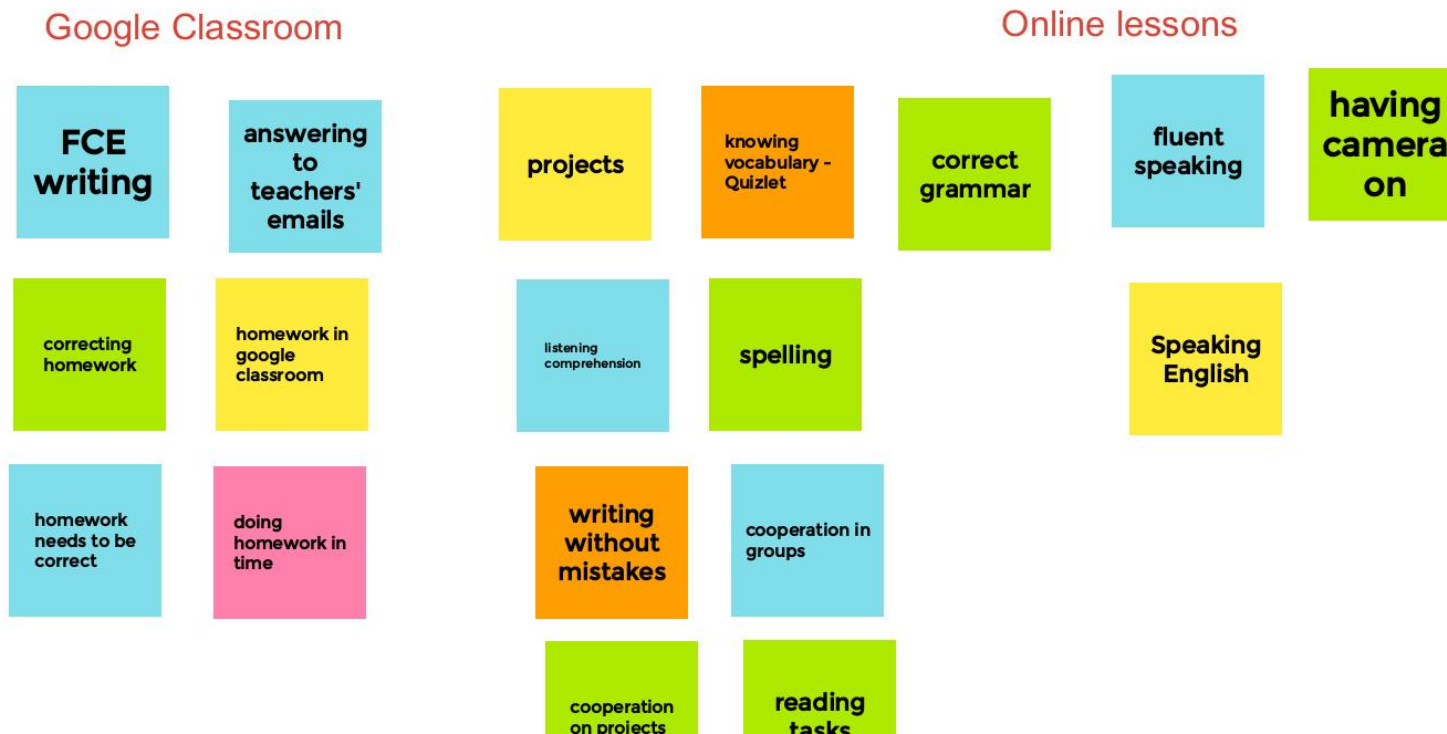 Google Classroom
Online lessons
FCE
writing
answering
to
teachers'
emails
projects
knowing
vocabulary -
Quizlet
correct
grammar
fluent
speaking
having
camera
on
correcting
homework
homework in
google
classroom
listening
comprehension
spelling
Speaking
English
homework
needs to be
correct
doing
homework in
time
writing
without
mistakes
cooperation in
groups
cooperation
on projects
reading
tasks